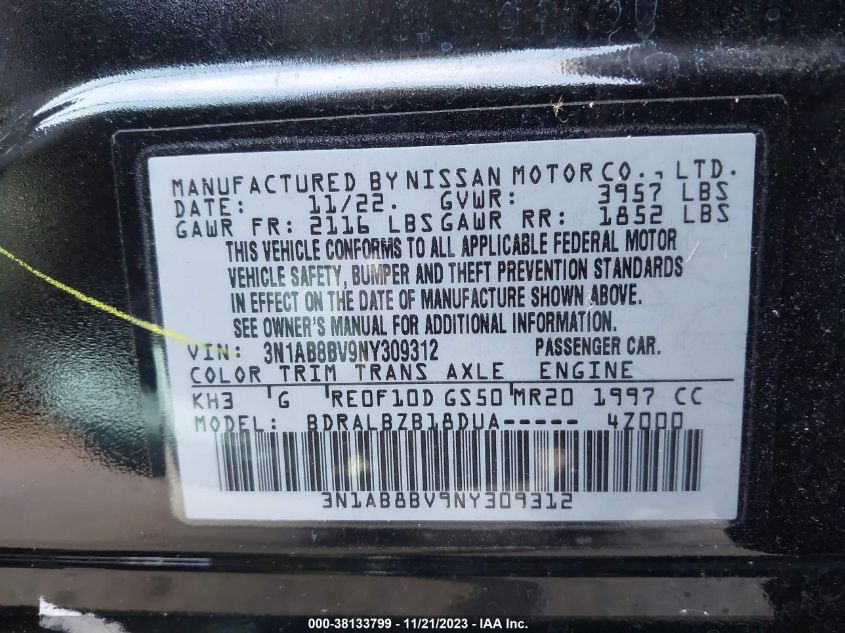 MANUFACTURED BY NISSAN MOTOR CO., LTD.
DATE: 11/22. GVWR: 3957 LBS
GAWR FR: 2116 LBS GAWR RR: 1852 LBS
THIS VEHICLE CONFORMS TO ALL APPLICABLE FEDERAL MOTOR
VEHICLE SAFETY, BUMPER AND THEFT PREVENTION STANDARDS
IN EFFECT ON THE DATE OF MANUFACTURE SHOWN ABOVE.
SEE OWNER'S MANUAL FOR ADDITIONAL INFORMATION.
VIN: 3N1AB8BV9NY309312 PASSENGER CAR.
COLOR TRIM TRANS AXLE ENGINE
KH3 G RE0F10D GS50 MR20 1997 CC
MODEL: BDRALBZB18DUA----- 4Z000
3N1AB8BV9NY309312
000-38133799 - 11/21/2023 - IAA Inc.